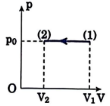 p
p₀ (2) (1)
O V₂ V₁ V